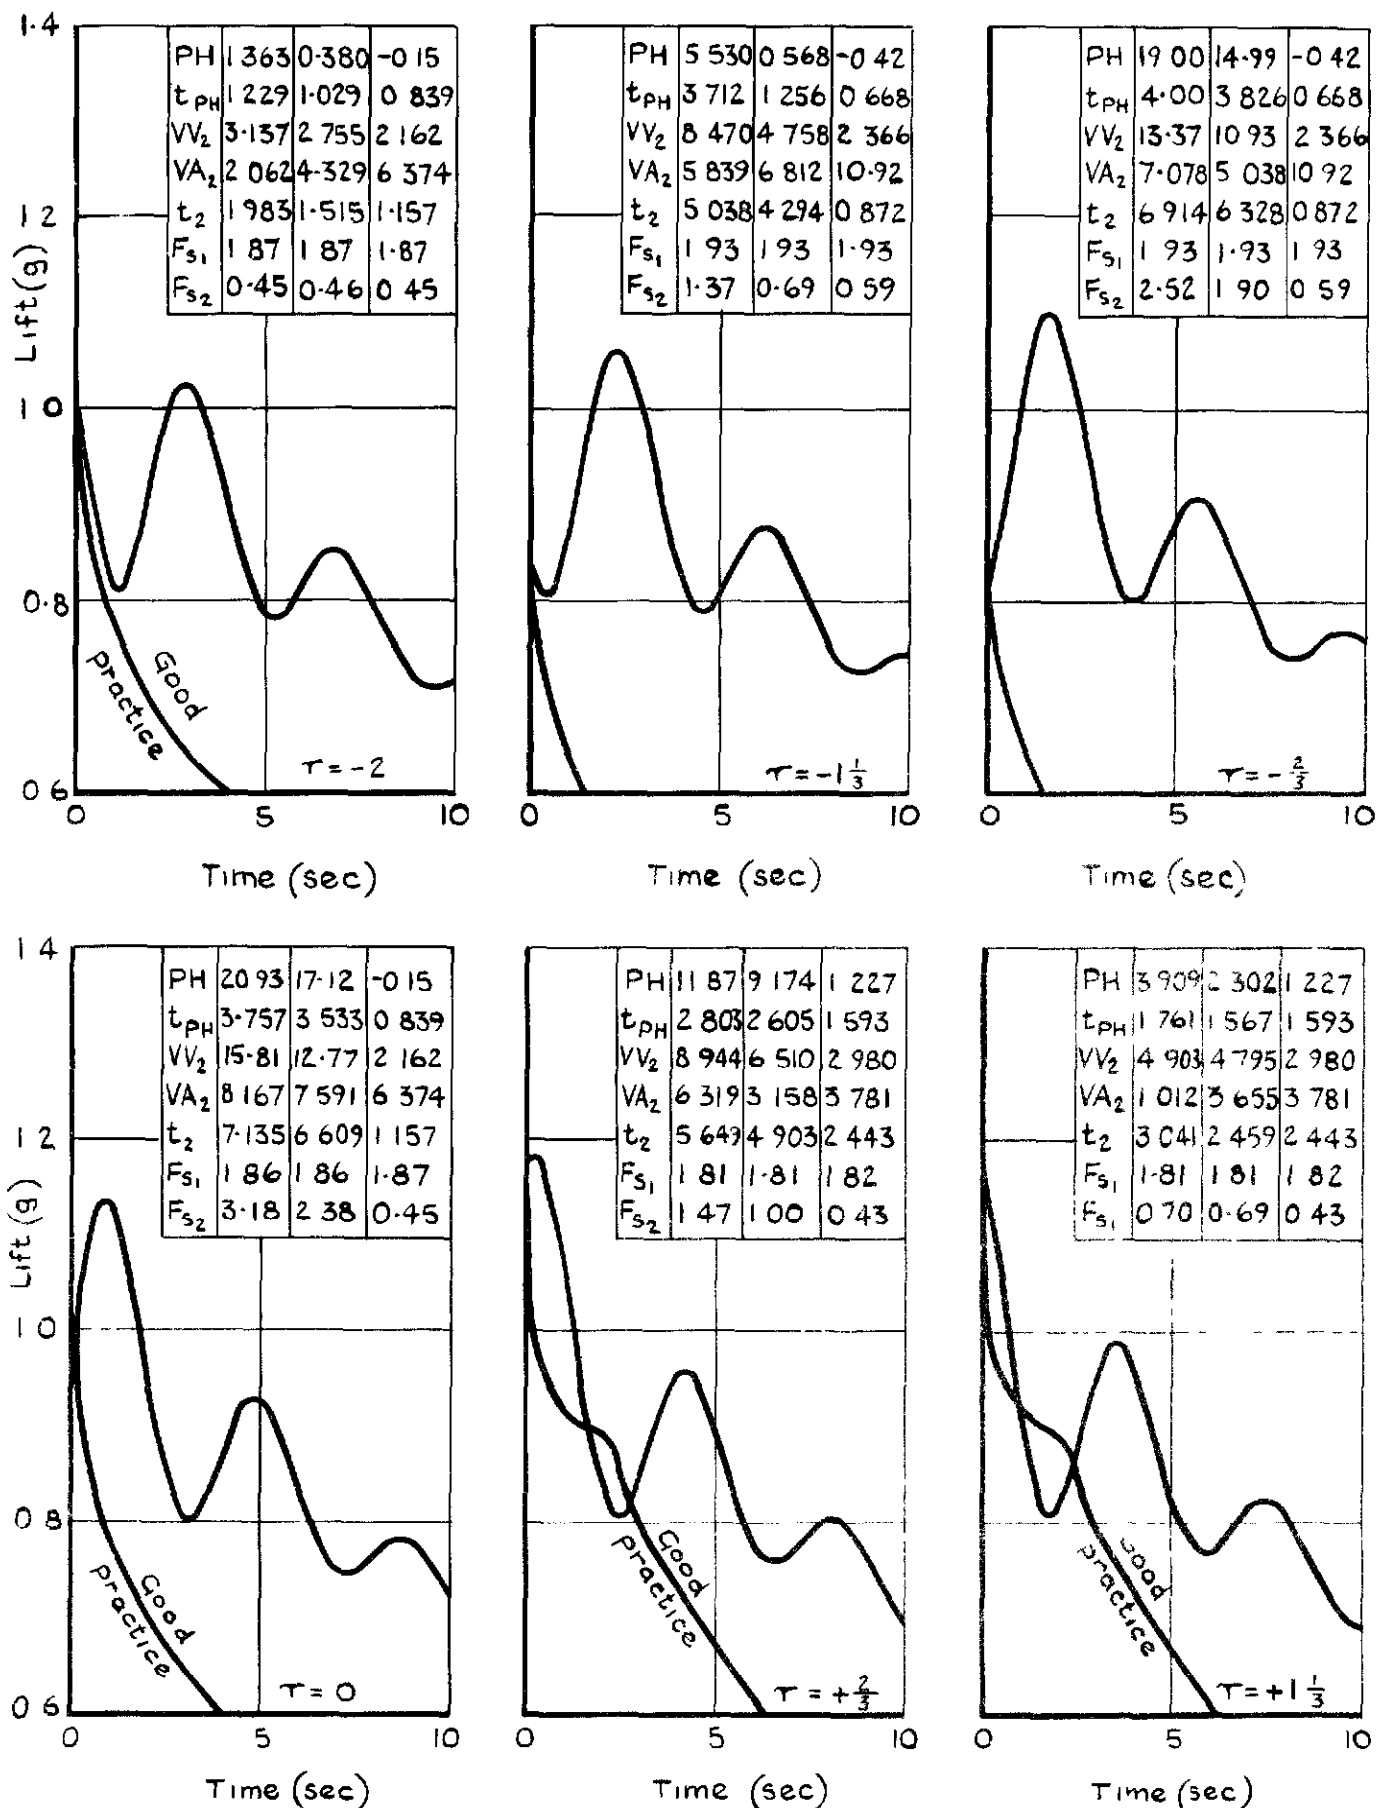 1.4
PH 1 363 0.380 -0 15
tPH 1 229 1.029 0 839
VV2 3.137 2 755 2 162
VA2 2 062 4.329 6 374
t2 1 983 1.515 1.157
Fs1 1 87 1 87 1.87
Fs2 0.45 0.46 0 45
1 2
Lift (g)
1 0
0.8
0 6
Good
practice
τ = -2
0 5 10
Time (sec)
PH 5 530 0 568 -0 42
tPH 3 712 1 256 0 668
VV2 8 470 4 758 2 366
VA2 5 839 6 812 10.92
t2 5 038 4 294 0 872
Fs1 1 93 1 93 1.93
Fs2 1.37 0.69 0 59
τ = -1 1/3
0 5 10
Time (sec)
PH 19 00 14.99 -0 42
tPH 4.00 3 826 0 668
VV2 13.37 10 93 2 366
VA2 7.078 5 038 10 92
t2 6 914 6 328 0 872
Fs1 1 93 1.93 1 93
Fs2 2.52 1 90 0 59
τ = - 2/3
0 5 10
Time (sec)
1 4
PH 20 93 17.12 -0 15
tPH 3.757 3 533 0 839
VV2 15.81 12.77 2 162
VA2 8 167 7 591 6 374
t2 7.135 6 609 1 157
Fs1 1 86 1 86 1.87
Fs2 3.18 2 38 0.45
1 2
Lift (g)
1 0
0 8
0 6
Good
practice
τ = 0
0 5 10
Time (sec)
PH 11 87 9 174 1 227
tPH 2 803 2 605 1 593
VV2 8 944 6 510 2 980
VA2 6 319 3 158 3 781
t2 5 649 4 903 2 443
Fs1 1 81 1.81 1 82
Fs2 1 47 1 00 0 43
Good
practice
τ = + 2/3
0 5 10
Time (sec)
PH 3 909 2 302 1 227
tPH 1 761 1 567 1 593
VV2 4 903 4 795 2 980
VA2 1 012 3 655 3 781
t2 3 041 2 459 2 443
Fs1 1.81 1 81 1 82
Fs1 0 70 0.69 0 43
Good
practice
τ = +1 1/3
0 5 10
Time (sec)